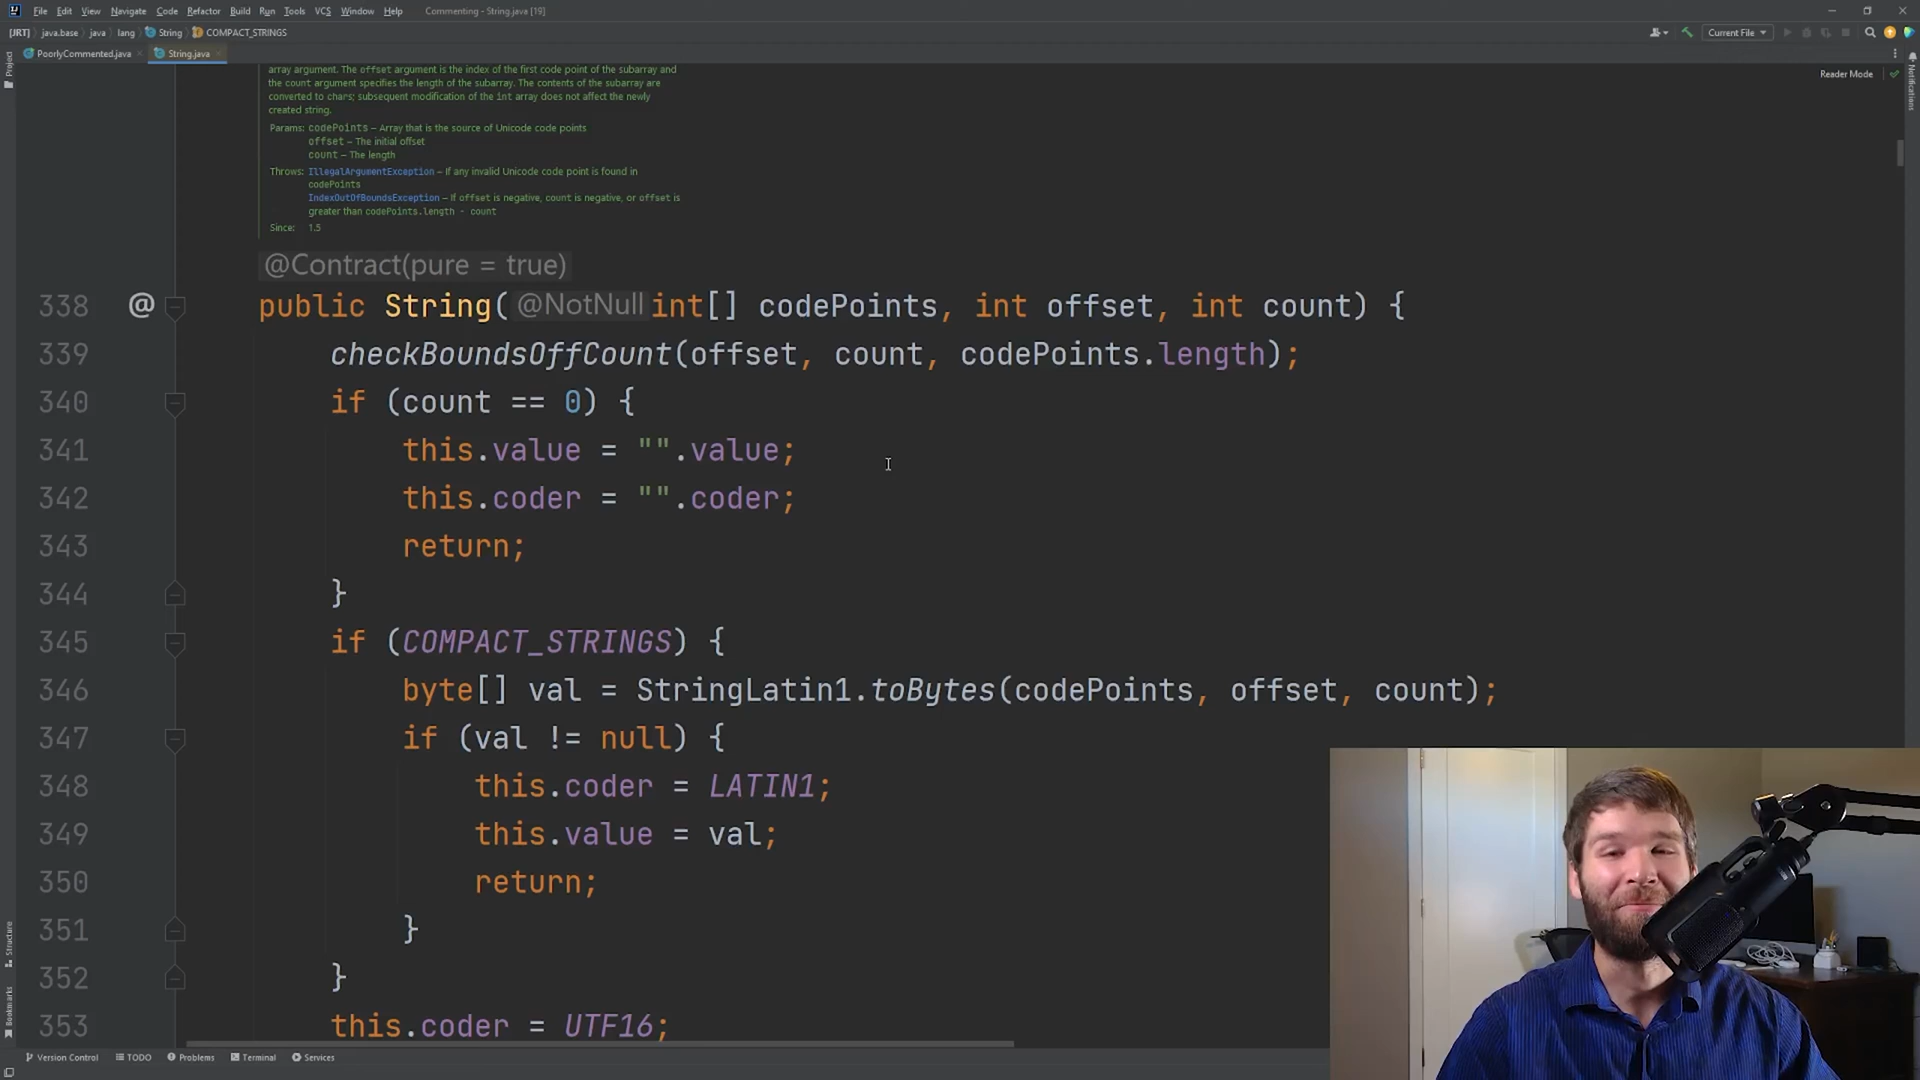 File Edit View Navigate Code Refactor Build Run Tools VCS Window Help Commenting - String.java [19]
[JRT] java.base java lang String COMPACT_STRINGS Current File
PoorlyCommented.java String.java
Project
Notifications
Reader Mode
array argument. The offset argument is the index of the first code point of the subarray and
the count argument specifies the length of the subarray. The contents of the subarray are
converted to chars; subsequent modification of the int array does not affect the newly
created string.
Params: codePoints – Array that is the source of Unicode code points
offset – The initial offset
count – The length
Throws: IllegalArgumentException – If any invalid Unicode code point is found in
codePoints
IndexOutOfBoundsException – If offset is negative, count is negative, or offset is
greater than codePoints.length - count
Since: 1.5
@Contract(pure = true)
338 @ public String( @NotNull int[] codePoints, int offset, int count) {
339 checkBoundsOffCount(offset, count, codePoints.length);
340 if (count == 0) {
341 this.value = "".value;
342 this.coder = "".coder;
343 return;
344 }
345 if (COMPACT_STRINGS) {
346 byte[] val = StringLatin1.toBytes(codePoints, offset, count);
347 if (val != null) {
348 this.coder = LATIN1;
349 this.value = val;
350 return;
351 }
352 }
353 this.coder = UTF16;
Structure
Bookmarks
Version Control TODO Problems Terminal Services